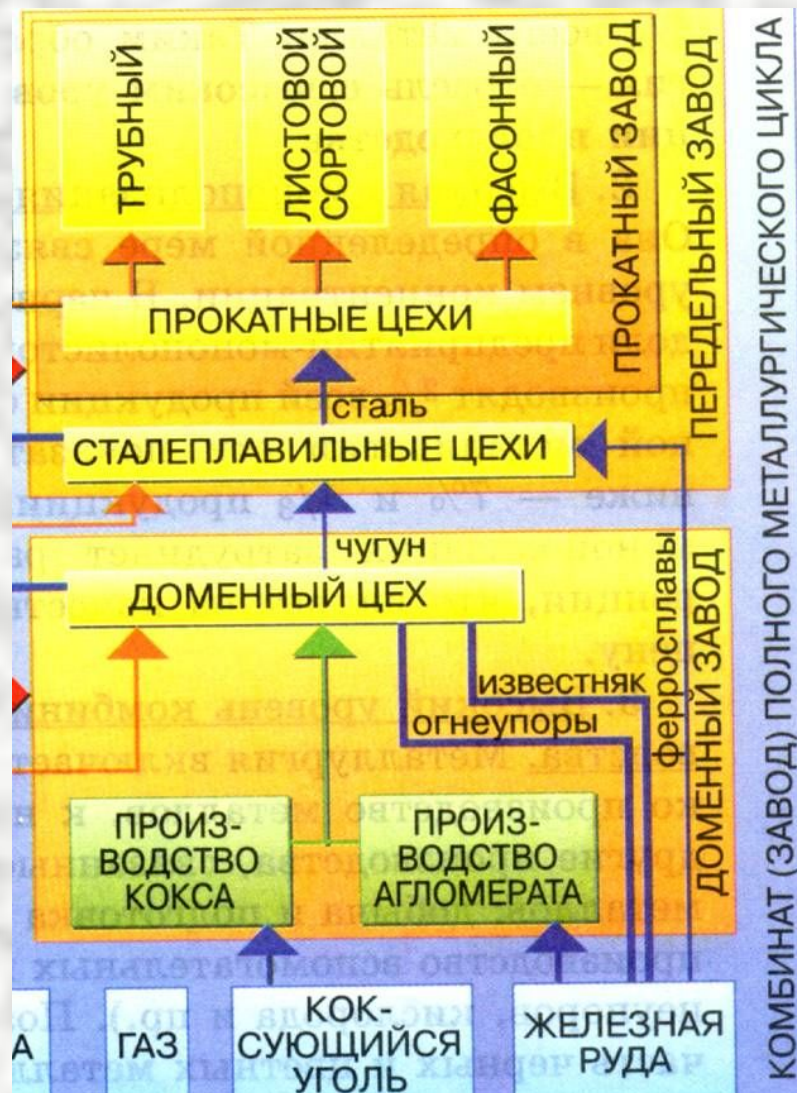 ТРУБНЫЙ
ЛИСТОВОЙ
СОРТОВОЙ
ФАСОННЫЙ
ПРОКАТНЫЙ ЗАВОД
ПЕРЕДЕЛЬНЫЙ ЗАВОД
КОМБИНАТ (ЗАВОД) ПОЛНОГО МЕТАЛЛУРГИЧЕСКОГО ЦИКЛА
ПРОКАТНЫЕ ЦЕХИ
сталь
СТАЛЕПЛАВИЛЬНЫЕ ЦЕХИ
чугун
ДОМЕННЫЙ ЦЕХ
известняк
огнеупоры
ферросплавы
ДОМЕННЫЙ ЗАВОД
ПРОИЗ-
ВОДСТВО
КОКСА
ПРОИЗ-
ВОДСТВО
АГЛОМЕРАТА
А
ГАЗ
КОК-
СУЮЩИЙСЯ
УГОЛЬ
ЖЕЛЕЗНАЯ
РУДА